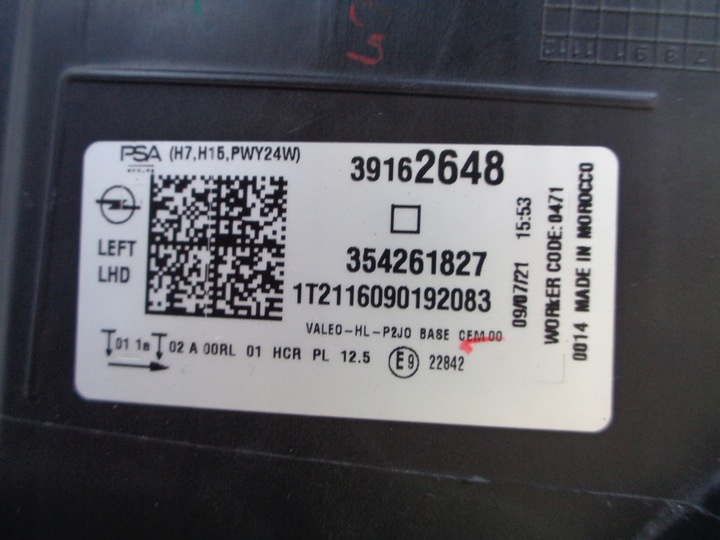 PSA (H7,H15,PWY24W)
GROUPE
39162648
LEFT
LHD
354261827
1T2116090192083
VALEO-HL-P2JO BASE CEM 00
01 1a 02 A 00RL 01 HCR PL 12.5 E9 22842
09/07/21 15:53
WORKER CODE: 0471
0014 MADE IN MOROCCO